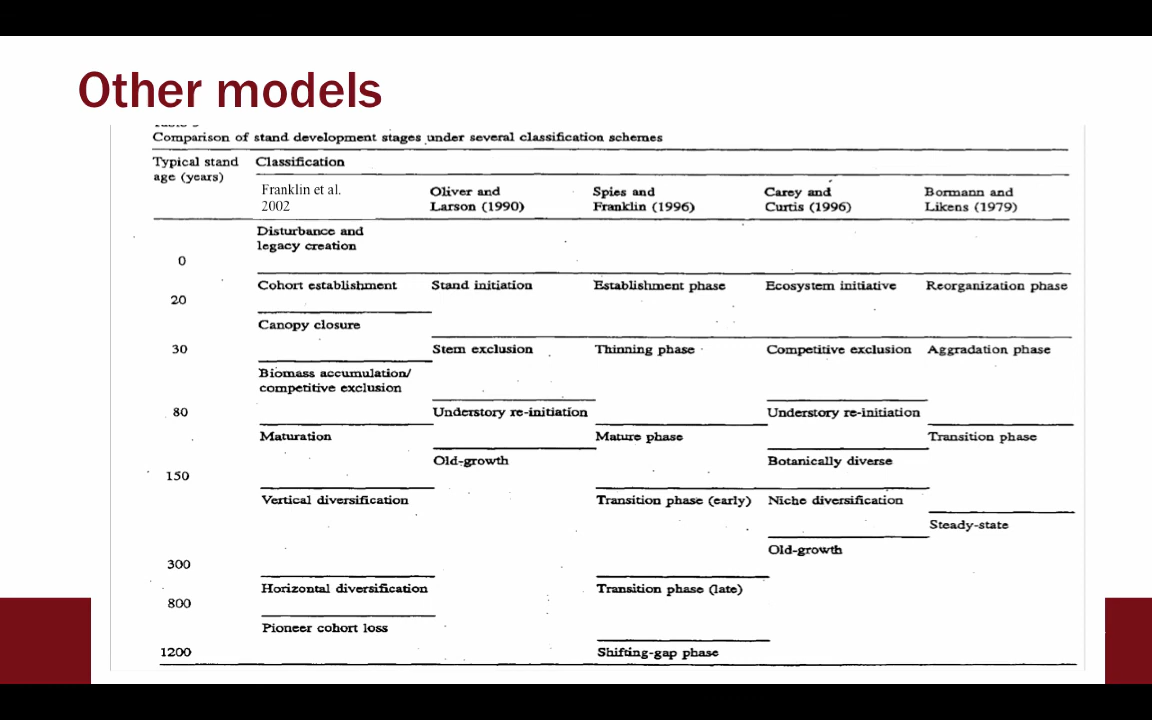 Other models
Comparison of stand development stages under several classification schemes
Typical stand age (years)
Classification
Franklin et al. 2002
Oliver and Larson (1990)
Spies and Franklin (1996)
Carey and Curtis (1996)
Bormann and Likens (1979)
Disturbance and legacy creation
0
Cohort establishment
Stand initiation
Establishment phase
Ecosystem initiative
Reorganization phase
20
Canopy closure
30
Stem exclusion
Thinning phase
Competitive exclusion
Aggradation phase
Biomass accumulation/
competitive exclusion
80
Understory re-initiation
Understory re-initiation
Maturation
Mature phase
Transition phase
Old-growth
Botanically diverse
150
Vertical diversification
Transition phase (early)
Niche diversification
Steady-state
Old-growth
300
Horizontal diversification
Transition phase (late)
800
Pioneer cohort loss
1200
Shifting-gap phase